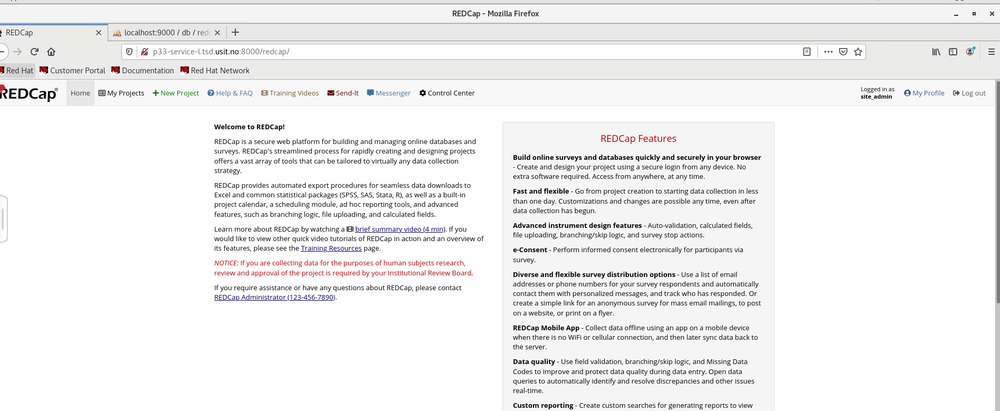 REDCap - Mozilla Firefox
REDCap
localhost:9000 / db / redc
p33-service-l.tsd.usit.no:8000/redcap/
Red Hat Customer Portal Documentation Red Hat Network
REDCap®
Home My Projects New Project Help & FAQ Training Videos Send-It Messenger Control Center
Logged in as
site_admin
My Profile Log out
Welcome to REDCap!
REDCap is a secure web platform for building and managing online databases and
surveys. REDCap's streamlined process for rapidly creating and designing projects
offers a vast array of tools that can be tailored to virtually any data collection
strategy.
REDCap provides automated export procedures for seamless data downloads to
Excel and common statistical packages (SPSS, SAS, Stata, R), as well as a built-in
project calendar, a scheduling module, ad hoc reporting tools, and advanced
features, such as branching logic, file uploading, and calculated fields.
Learn more about REDCap by watching a brief summary video (4 min). If you
would like to view other quick video tutorials of REDCap in action and an overview of
its features, please see the Training Resources page.
NOTICE: If you are collecting data for the purposes of human subjects research,
review and approval of the project is required by your Institutional Review Board.
If you require assistance or have any questions about REDCap, please contact
REDCap Administrator (123-456-7890).
REDCap Features
Build online surveys and databases quickly and securely in your browser
- Create and design your project using a secure login from any device. No
extra software required. Access from anywhere, at any time.
Fast and flexible - Go from project creation to starting data collection in less
than one day. Customizations and changes are possible any time, even after
data collection has begun.
Advanced instrument design features - Auto-validation, calculated fields,
file uploading, branching/skip logic, and survey stop actions.
e-Consent - Perform informed consent electronically for participants via
survey.
Diverse and flexible survey distribution options - Use a list of email
addresses or phone numbers for your survey respondents and automatically
contact them with personalized messages, and track who has responded. Or
create a simple link for an anonymous survey for mass email mailings, to post
on a website, or print on a flyer.
REDCap Mobile App - Collect data offline using an app on a mobile device
when there is no WiFi or cellular connection, and then later sync data back to
the server.
Data quality - Use field validation, branching/skip logic, and Missing Data
Codes to improve and protect data quality during data entry. Open data
queries to automatically identify and resolve discrepancies and other issues
real-time.
Custom reporting - Create custom searches for generating reports to view